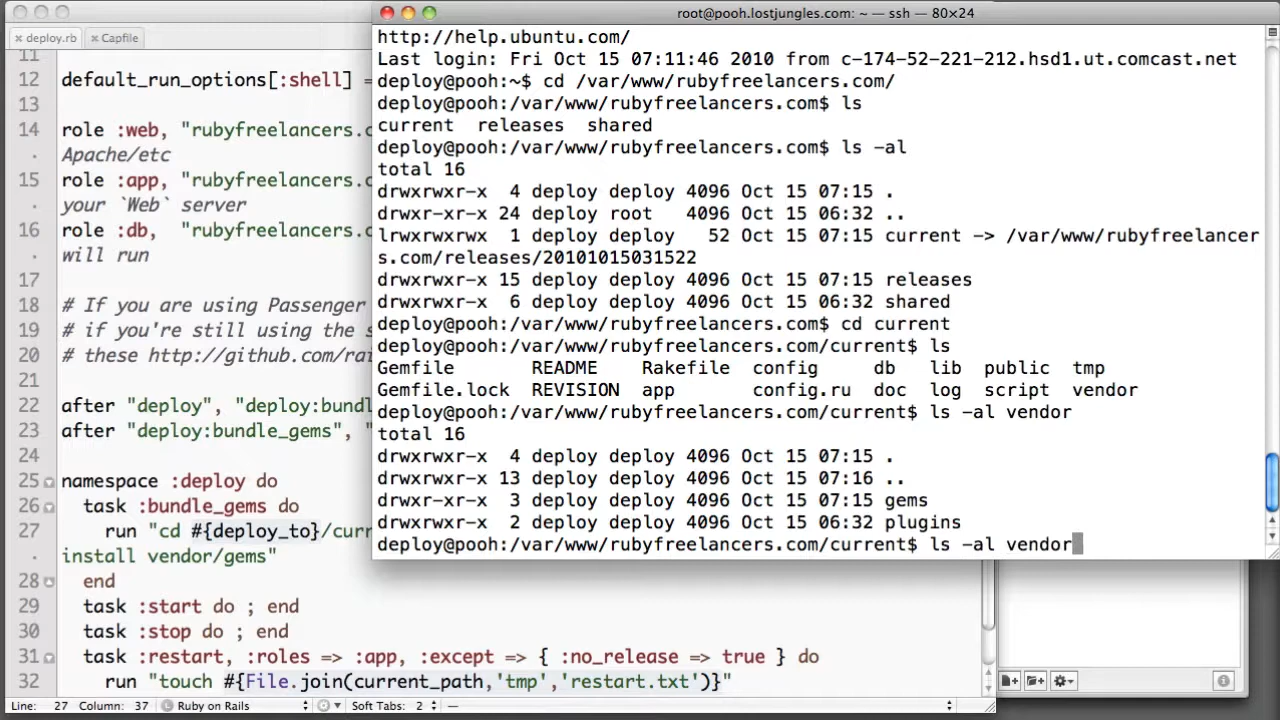 root@pooh.lostjungles.com: ~ — ssh — 80×24
deploy.rb
Capfile
11
12 default_run_options[:shell] =
13
14 role :web, "rubyfreelancers.c
Apache/etc
15 role :app, "rubyfreelancers.c
your `Web` server
16 role :db,  "rubyfreelancers.c
will run
17
18 # If you are using Passenger
19 # if you're still using the s
20 # these http://github.com/rai
21
22 after "deploy", "deploy:bundl
23 after "deploy:bundle_gems", "
24
25 namespace :deploy do
26 task :bundle_gems do
27 run "cd #{deploy_to}/curr
install vendor/gems"
28 end
29 task :start do ; end
30 task :stop do ; end
31 task :restart, :roles => :app, :except => { :no_release => true } do
32 run "touch #{File.join(current_path,'tmp','restart.txt')}"
Line: 27 Column: 37 Ruby on Rails Soft Tabs: 2 —
http://help.ubuntu.com/
Last login: Fri Oct 15 07:11:46 2010 from c-174-52-221-212.hsd1.ut.comcast.net
deploy@pooh:~$ cd /var/www/rubyfreelancers.com/
deploy@pooh:/var/www/rubyfreelancers.com$ ls
current  releases  shared
deploy@pooh:/var/www/rubyfreelancers.com$ ls -al
total 16
drwxrwxr-x  4 deploy deploy 4096 Oct 15 07:15 .
drwxr-xr-x 24 deploy root   4096 Oct 15 06:32 ..
lrwxrwxrwx  1 deploy deploy   52 Oct 15 07:15 current -> /var/www/rubyfreelancer
s.com/releases/20101015031522
drwxrwxr-x 15 deploy deploy 4096 Oct 15 07:15 releases
drwxrwxr-x  6 deploy deploy 4096 Oct 15 06:32 shared
deploy@pooh:/var/www/rubyfreelancers.com$ cd current
deploy@pooh:/var/www/rubyfreelancers.com/current$ ls
Gemfile       README    Rakefile  config     db   lib  public  tmp
Gemfile.lock  REVISION  app       config.ru  doc  log  script  vendor
deploy@pooh:/var/www/rubyfreelancers.com/current$ ls -al vendor
total 16
drwxrwxr-x  4 deploy deploy 4096 Oct 15 07:15 .
drwxrwxr-x 13 deploy deploy 4096 Oct 15 07:16 ..
drwxr-xr-x  3 deploy deploy 4096 Oct 15 07:15 gems
drwxrwxr-x  2 deploy deploy 4096 Oct 15 06:32 plugins
deploy@pooh:/var/www/rubyfreelancers.com/current$ ls -al vendor